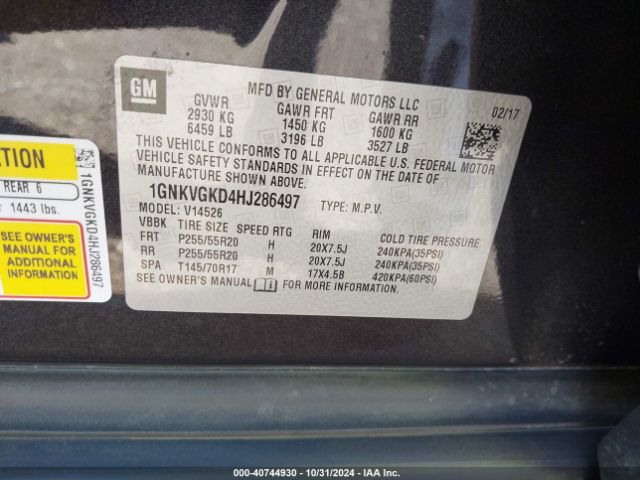 GM
MFD BY GENERAL MOTORS LLC
02/17
GVWR GAWR FRT GAWR RR
2930 KG 1450 KG 1600 KG
6459 LB 3196 LB 3527 LB
THIS VEHICLE CONFORMS TO ALL APPLICABLE U.S. FEDERAL MOTOR
VEHICLE SAFETY STANDARDS IN EFFECT ON THE DATE OF
MANUFACTURE SHOWN ABOVE.
1GNKVGKD4HJ286497 TYPE: M.P.V.
MODEL: V14526
VBBK TIRE SIZE SPEED RTG RIM COLD TIRE PRESSURE
FRT P255/55R20 H 20X7.5J 240KPA(35PSI)
RR P255/55R20 H 20X7.5J 240KPA(35PSI)
SPA T145/70R17 M 17X4.5B 420KPA(60PSI)
SEE OWNER'S MANUAL FOR MORE INFORMATION.
REAR 6
1443 lbs.
SEE OWNER'S
MANUAL FOR
ADDITIONAL
INFORMATION
1GNKVGKD4HJ286497
000-40744930 - 10/31/2024 - IAA Inc.